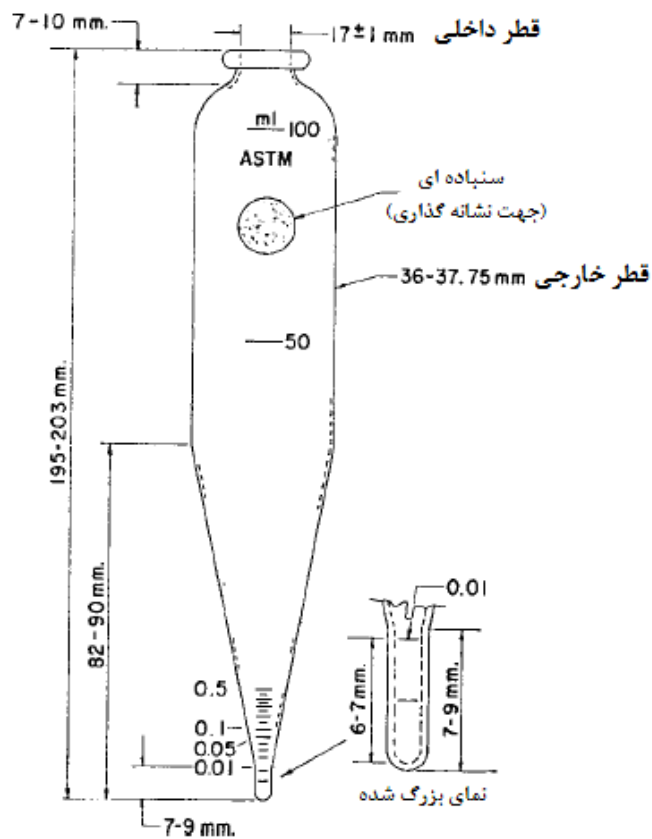 7-10 mm.
17±1 mm قطر داخلی
ml
100
ASTM
سنباده ای
(جهت نشانه گذاری)
36-37.75 mm قطر خارجی
50
195-203 mm.
82-90 mm.
0.5
0.1
0.05
0.01
7-9 mm.
0.01
6-7 mm.
7-9 mm.
نمای بزرگ شده